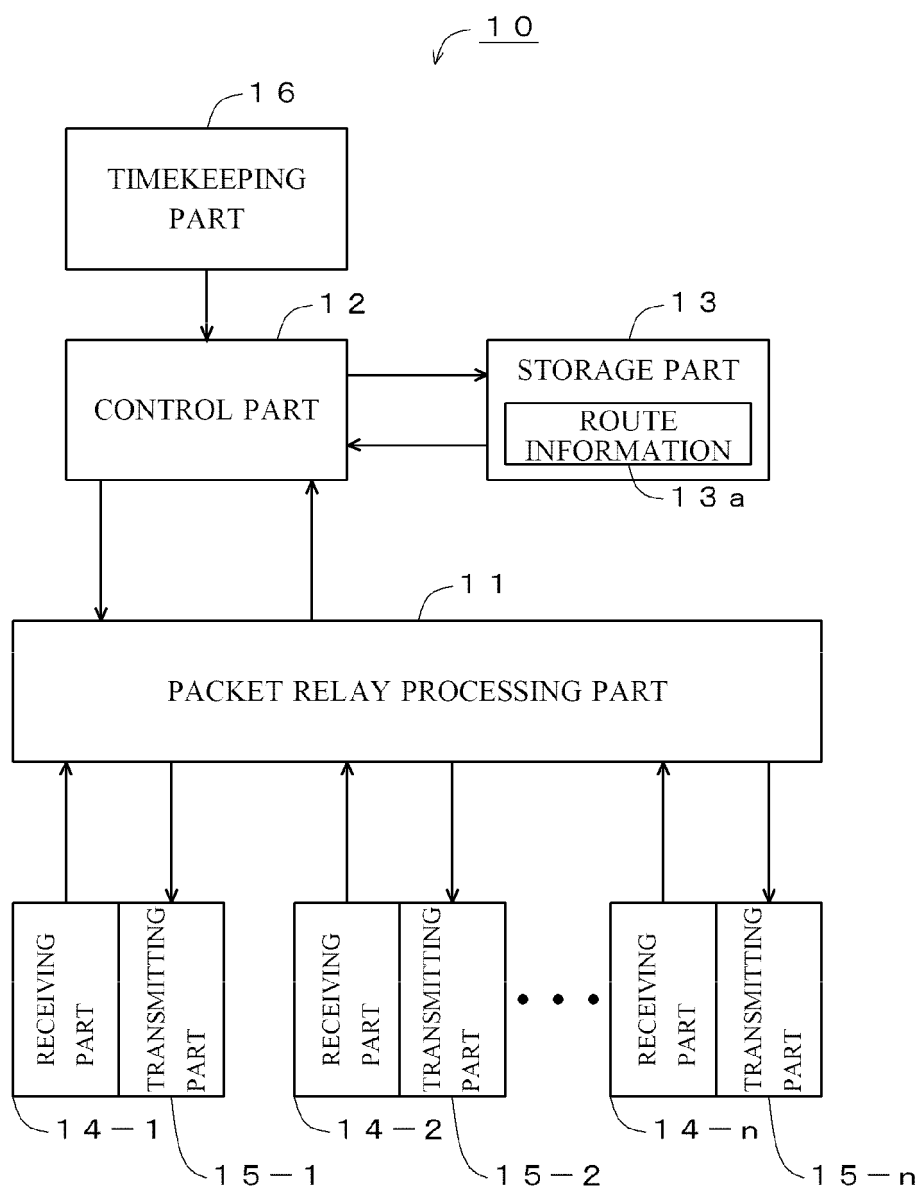 10
16
TIMEKEEPING
PART
12
CONTROL PART
13
STORAGE PART
ROUTE
INFORMATION
13a
11
PACKET RELAY PROCESSING PART
RECEIVING
PART
TRANSMITTING
PART
RECEIVING
PART
TRANSMITTING
PART
• • •
RECEIVING
PART
TRANSMITTING
PART
14-1
15-1
14-2
15-2
14-n
15-n